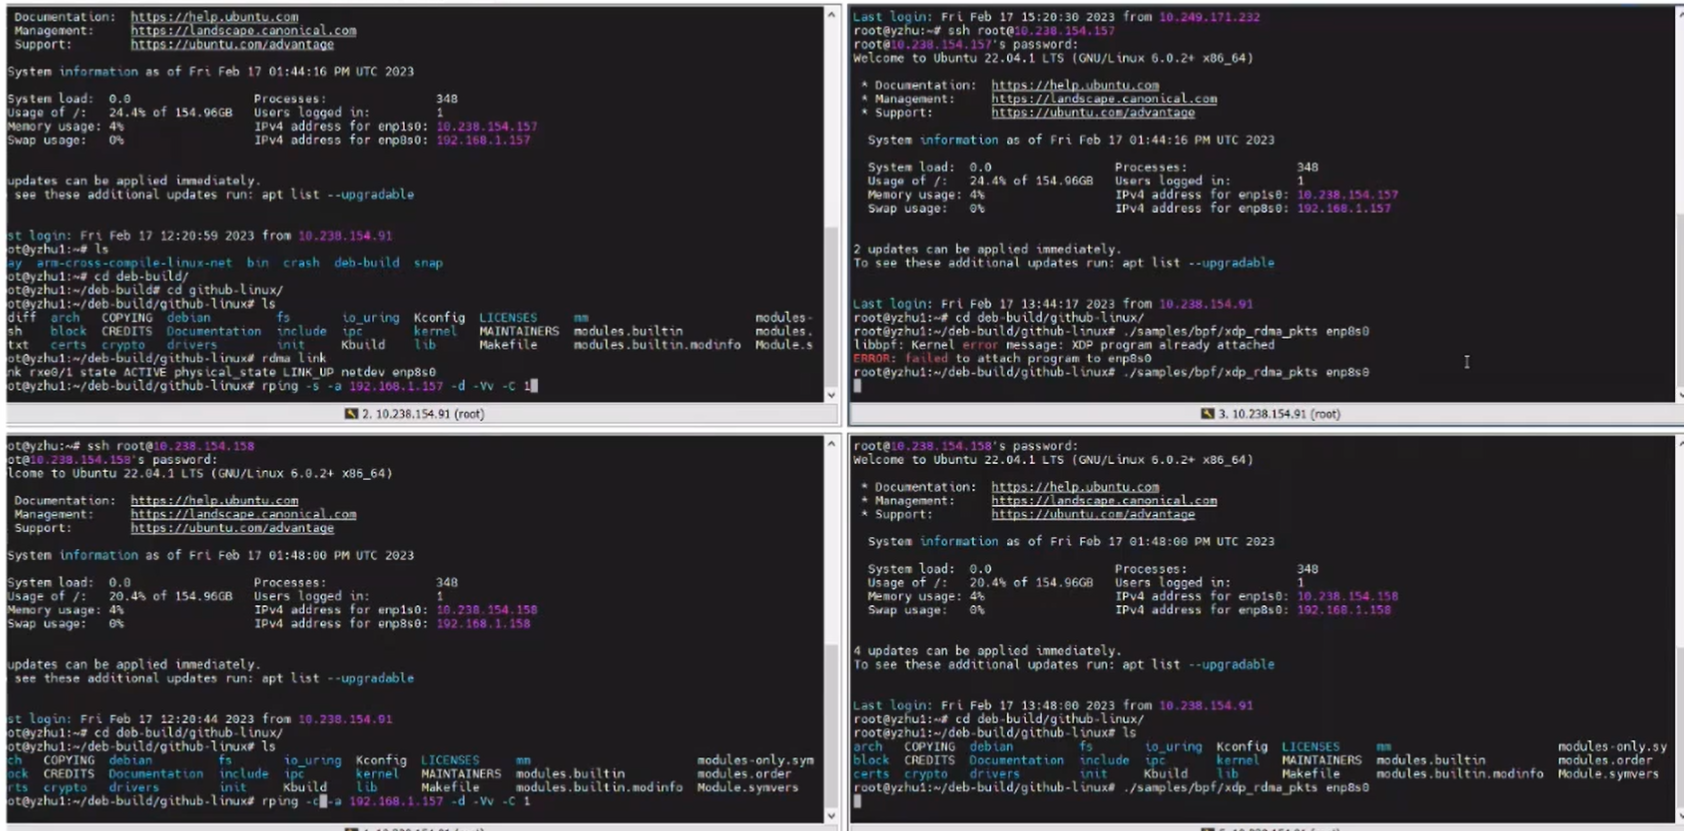 Documentation:  https://help.ubuntu.com
Management:     https://landscape.canonical.com
Support:        https://ubuntu.com/advantage
System information as of Fri Feb 17 01:44:16 PM UTC 2023
System load:  0.0               Processes:               348
Usage of /:   24.4% of 154.96GB   Users logged in:         1
Memory usage: 4%                IPv4 address for enp1s0: 10.238.154.157
Swap usage:   0%                IPv4 address for enp8s0: 192.168.1.157
updates can be applied immediately.
see these additional updates run: apt list --upgradable
st login: Fri Feb 17 12:20:59 2023 from 10.238.154.91
ot@yzhu1:~# ls
ay  arm-cross-compile-linux-net  bin  crash  deb-build  snap
ot@yzhu1:~# cd deb-build/
ot@yzhu1:~/deb-build# cd github-linux/
ot@yzhu1:~/deb-build/github-linux# ls
diff  arch   COPYING  debian         fs       io_uring  Kconfig  LICENSES     mm                       modules-
sh    block  CREDITS  Documentation  include  ipc       kernel   MAINTAINERS  modules.builtin          modules.
txt   certs  crypto   drivers        init     Kbuild    lib      Makefile     modules.builtin.modinfo  Module.s
ot@yzhu1:~/deb-build/github-linux# rdma link
nk rxe0/1 state ACTIVE physical_state LINK_UP netdev enp8s0
ot@yzhu1:~/deb-build/github-linux# rping -s -a 192.168.1.157 -d -Vv -C 1
2. 10.238.154.91 (root)
Last login: Fri Feb 17 15:20:30 2023 from 10.249.171.232
root@yzhu:~# ssh root@10.238.154.157
root@10.238.154.157's password:
Welcome to Ubuntu 22.04.1 LTS (GNU/Linux 6.0.2+ x86_64)
* Documentation:  https://help.ubuntu.com
* Management:     https://landscape.canonical.com
* Support:        https://ubuntu.com/advantage
System information as of Fri Feb 17 01:44:16 PM UTC 2023
System load:  0.0               Processes:               348
Usage of /:   24.4% of 154.96GB   Users logged in:         1
Memory usage: 4%                IPv4 address for enp1s0: 10.238.154.157
Swap usage:   0%                IPv4 address for enp8s0: 192.168.1.157
2 updates can be applied immediately.
To see these additional updates run: apt list --upgradable
Last login: Fri Feb 17 13:44:17 2023 from 10.238.154.91
root@yzhu1:~# cd deb-build/github-linux/
root@yzhu1:~/deb-build/github-linux# ./samples/bpf/xdp_rdma_pkts enp8s0
libbpf: Kernel error message: XDP program already attached
ERROR: failed to attach program to enp8s0
root@yzhu1:~/deb-build/github-linux# ./samples/bpf/xdp_rdma_pkts enp8s0
3. 10.238.154.91 (root)
ot@yzhu:~# ssh root@10.238.154.158
ot@10.238.154.158's password:
lcome to Ubuntu 22.04.1 LTS (GNU/Linux 6.0.2+ x86_64)
Documentation:  https://help.ubuntu.com
Management:     https://landscape.canonical.com
Support:        https://ubuntu.com/advantage
System information as of Fri Feb 17 01:48:00 PM UTC 2023
System load:  0.0               Processes:               348
Usage of /:   20.4% of 154.96GB   Users logged in:         1
Memory usage: 4%                IPv4 address for enp1s0: 10.238.154.158
Swap usage:   0%                IPv4 address for enp8s0: 192.168.1.158
updates can be applied immediately.
see these additional updates run: apt list --upgradable
st login: Fri Feb 17 12:20:44 2023 from 10.238.154.91
ot@yzhu1:~# cd deb-build/github-linux/
ot@yzhu1:~/deb-build/github-linux# ls
ch   COPYING  debian         fs       io_uring  Kconfig  LICENSES     mm                       modules-only.sym
ock  CREDITS  Documentation  include  ipc       kernel   MAINTAINERS  modules.builtin          modules.order
rts  crypto   drivers        init     Kbuild    lib      Makefile     modules.builtin.modinfo  Module.symvers
ot@yzhu1:~/deb-build/github-linux# rping -c -a 192.168.1.157 -d -Vv -C 1
root@10.238.154.158's password:
Welcome to Ubuntu 22.04.1 LTS (GNU/Linux 6.0.2+ x86_64)
* Documentation:  https://help.ubuntu.com
* Management:     https://landscape.canonical.com
* Support:        https://ubuntu.com/advantage
System information as of Fri Feb 17 01:48:00 PM UTC 2023
System load:  0.0               Processes:               348
Usage of /:   20.4% of 154.96GB   Users logged in:         1
Memory usage: 4%                IPv4 address for enp1s0: 10.238.154.158
Swap usage:   0%                IPv4 address for enp8s0: 192.168.1.158
4 updates can be applied immediately.
To see these additional updates run: apt list --upgradable
Last login: Fri Feb 17 13:48:00 2023 from 10.238.154.91
root@yzhu1:~# cd deb-build/github-linux/
root@yzhu1:~/deb-build/github-linux# ls
arch   COPYING  debian         fs       io_uring  Kconfig  LICENSES     mm                       modules-only.sy
block  CREDITS  Documentation  include  ipc       kernel   MAINTAINERS  modules.builtin          modules.order
certs  crypto   drivers        init     Kbuild    lib      Makefile     modules.builtin.modinfo  Module.symvers
root@yzhu1:~/deb-build/github-linux# ./samples/bpf/xdp_rdma_pkts enp8s0